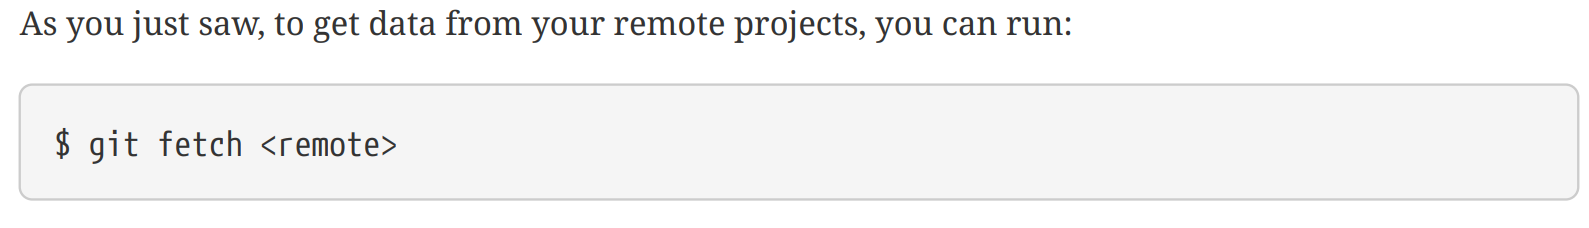 As you just saw, to get data from your remote projects, you can run:
$ git fetch <remote>